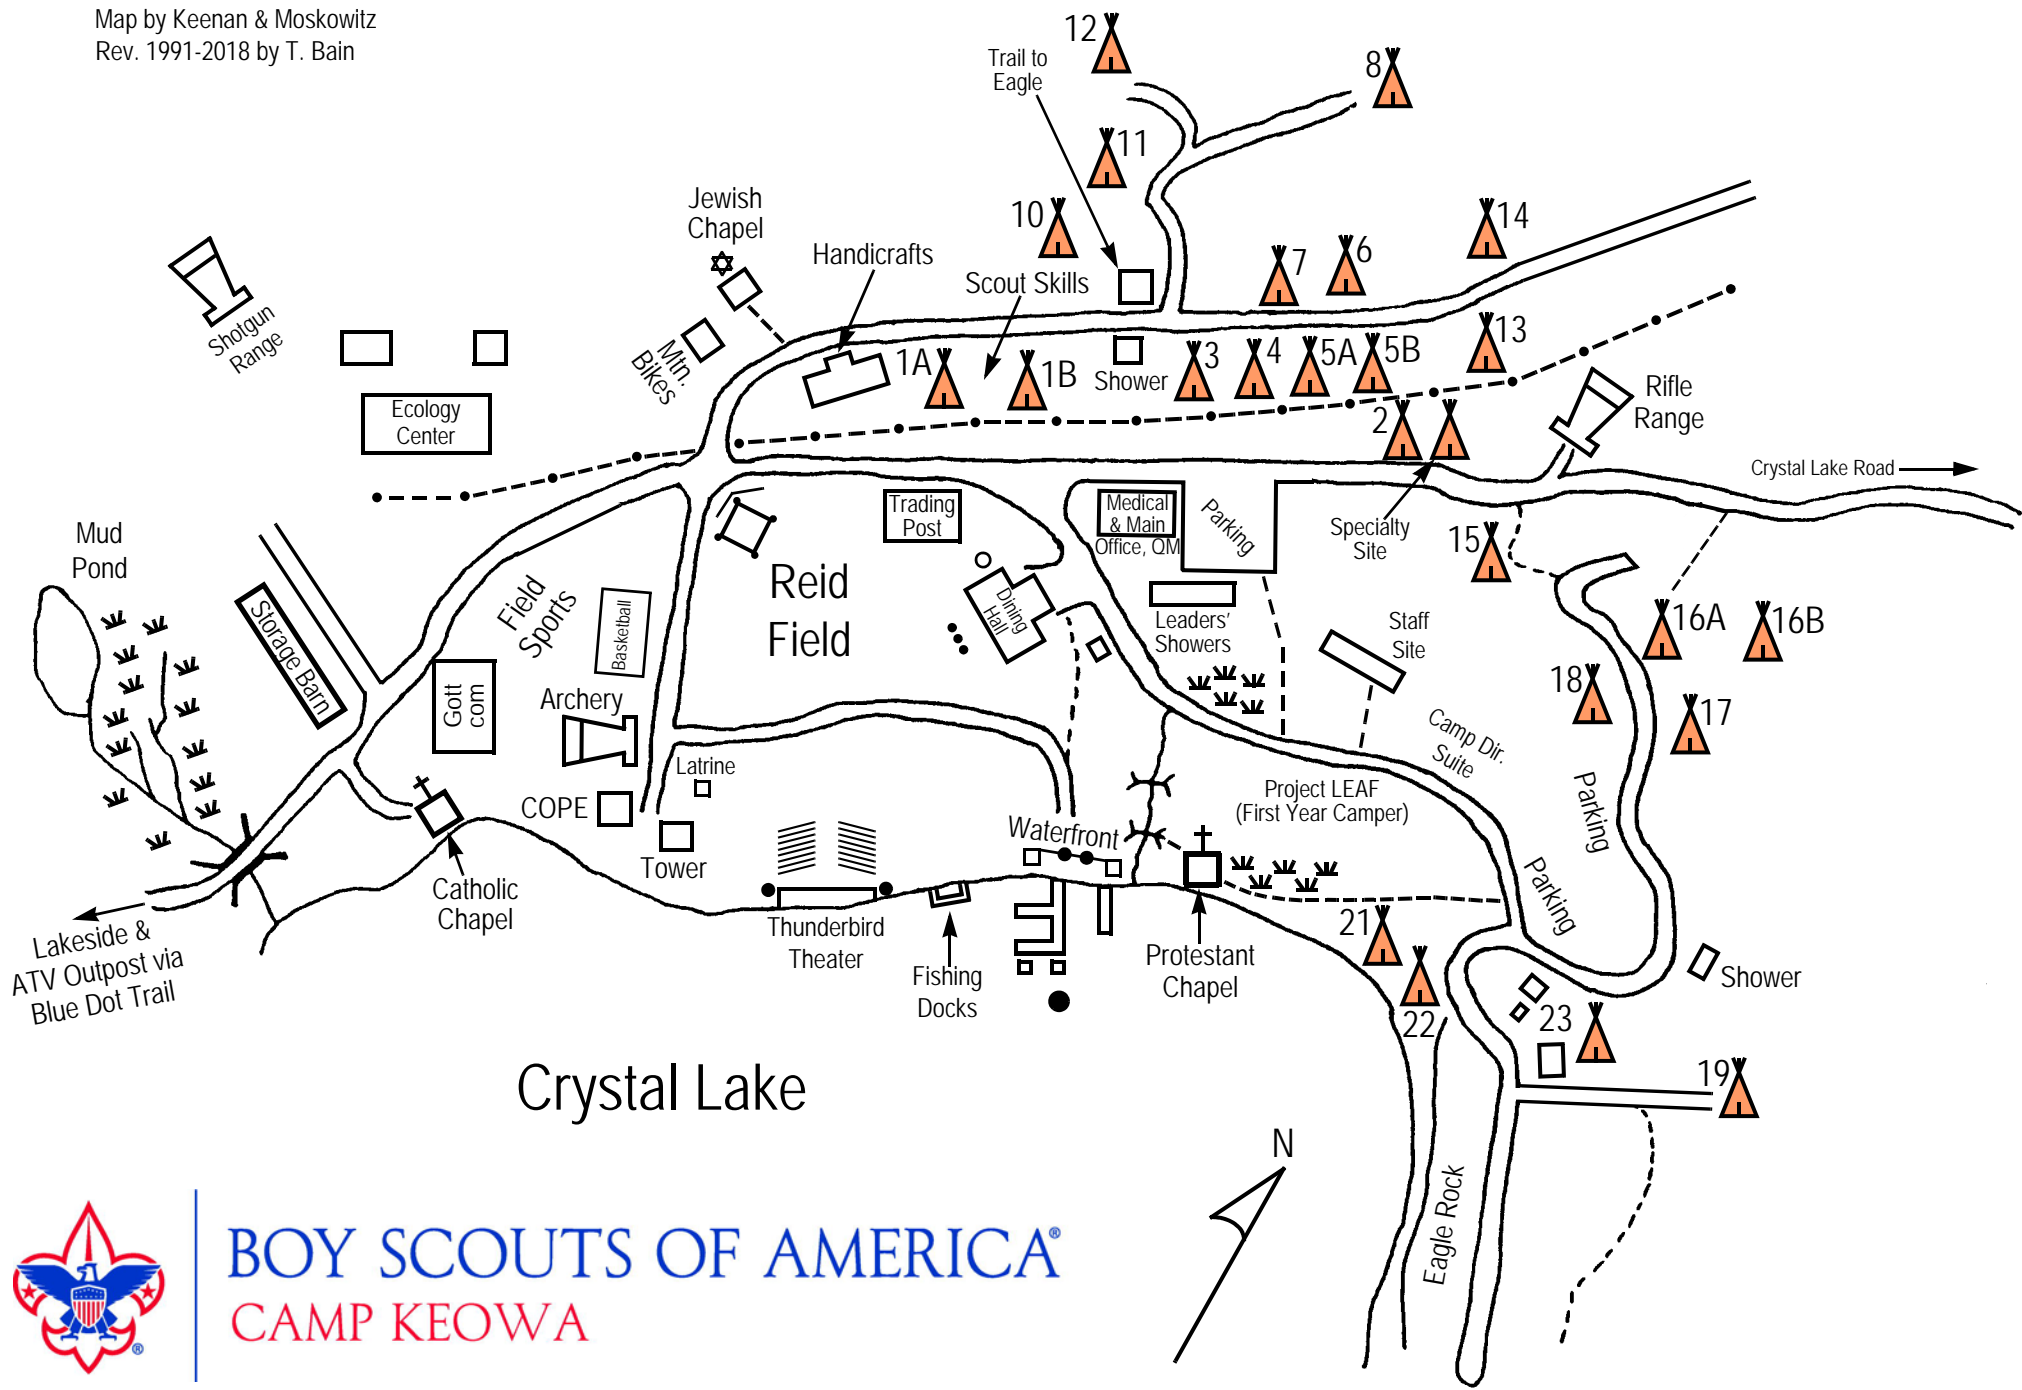 Map by Keenan & Moskowitz
Rev. 1991-2018 by T. Bain
12
Trail to
Eagle
8
11
10
Jewish
Chapel
Handicrafts
Scout Skills
14
7
6
Shotgun
Range
Mtn.
Bikes
1A
1B
Shower
3
4
5A
5B
13
Ecology
Center
2
Rifle
Range
Crystal Lake Road
Mud
Pond
Trading
Post
Medical
& Main
Office, QM
Parking
Specialty
Site
15
Reid
Field
Field
Sports
Basketball
Dining
Hall
Leaders'
Showers
Staff
Site
16A
16B
Storage Barn
Gott
com
Archery
18
17
Camp Dir.
Suite
Latrine
COPE
Tower
Project LEAF
(First Year Camper)
Parking
Waterfront
Parking
Catholic
Chapel
Lakeside &
ATV Outpost via
Blue Dot Trail
Thunderbird
Theater
Fishing
Docks
Protestant
Chapel
21
22
Shower
23
19
Crystal Lake
N
Eagle Rock
BOY SCOUTS OF AMERICA®
CAMP KEOWA
®